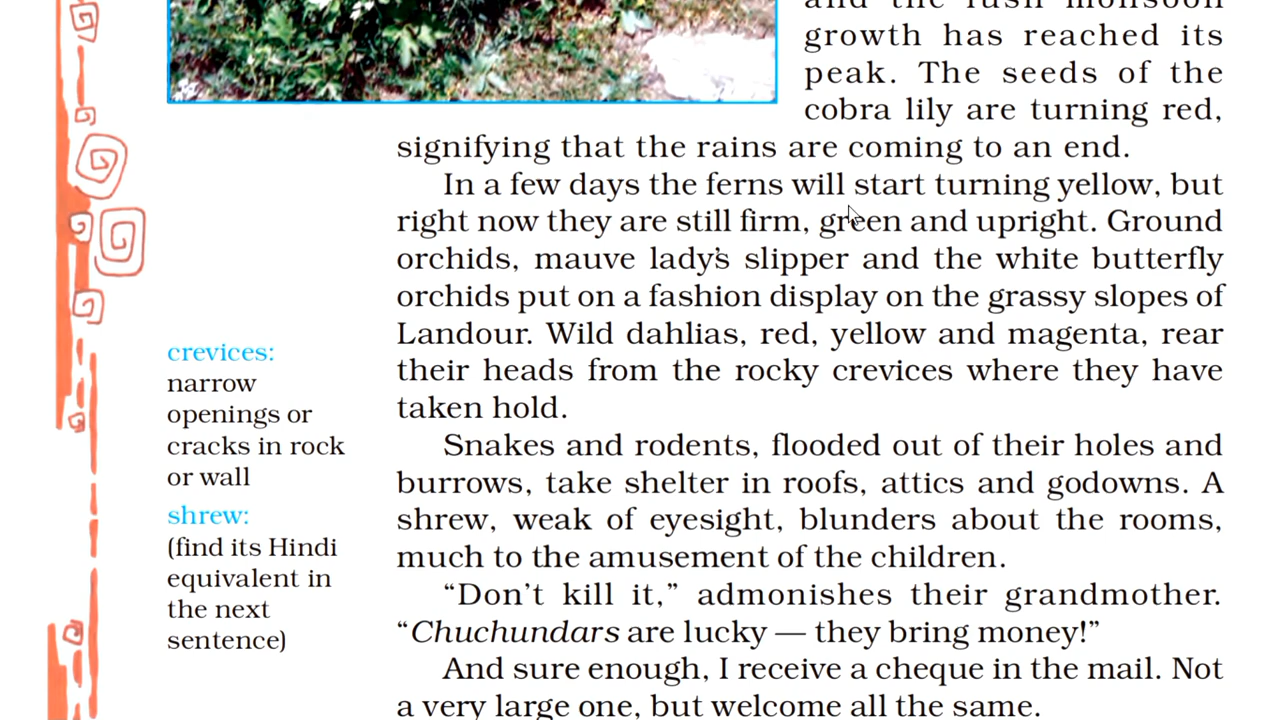 growth has reached its
peak. The seeds of the
cobra lily are turning red,
signifying that the rains are coming to an end.
In a few days the ferns will start turning yellow, but
right now they are still firm, green and upright. Ground
orchids, mauve lady's slipper and the white butterfly
orchids put on a fashion display on the grassy slopes of
Landour. Wild dahlias, red, yellow and magenta, rear
their heads from the rocky crevices where they have
taken hold.
Snakes and rodents, flooded out of their holes and
burrows, take shelter in roofs, attics and godowns. A
shrew, weak of eyesight, blunders about the rooms,
much to the amusement of the children.
“Don't kill it,” admonishes their grandmother.
“Chuchundars are lucky — they bring money!”
And sure enough, I receive a cheque in the mail. Not
a very large one, but welcome all the same.
crevices:
narrow
openings or
cracks in rock
or wall
shrew:
(find its Hindi
equivalent in
the next
sentence)